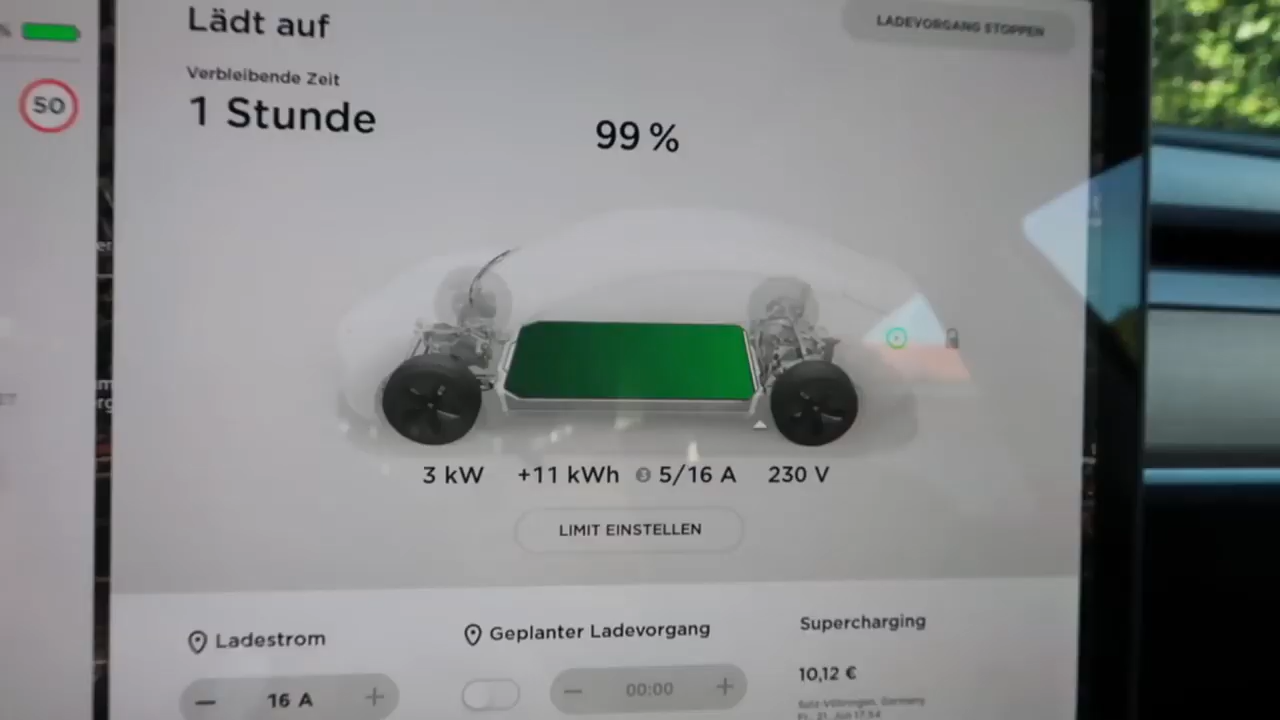 %
Lädt auf
LADEVORGANG STOPPEN
50
Verbleibende Zeit
1 Stunde
99 %
3 kW +11 kWh 3 5/16 A 230 V
LIMIT EINSTELLEN
Ladestrom
Geplanter Ladevorgang
Supercharging
− 16 A +
− 00:00 +
10,12 €